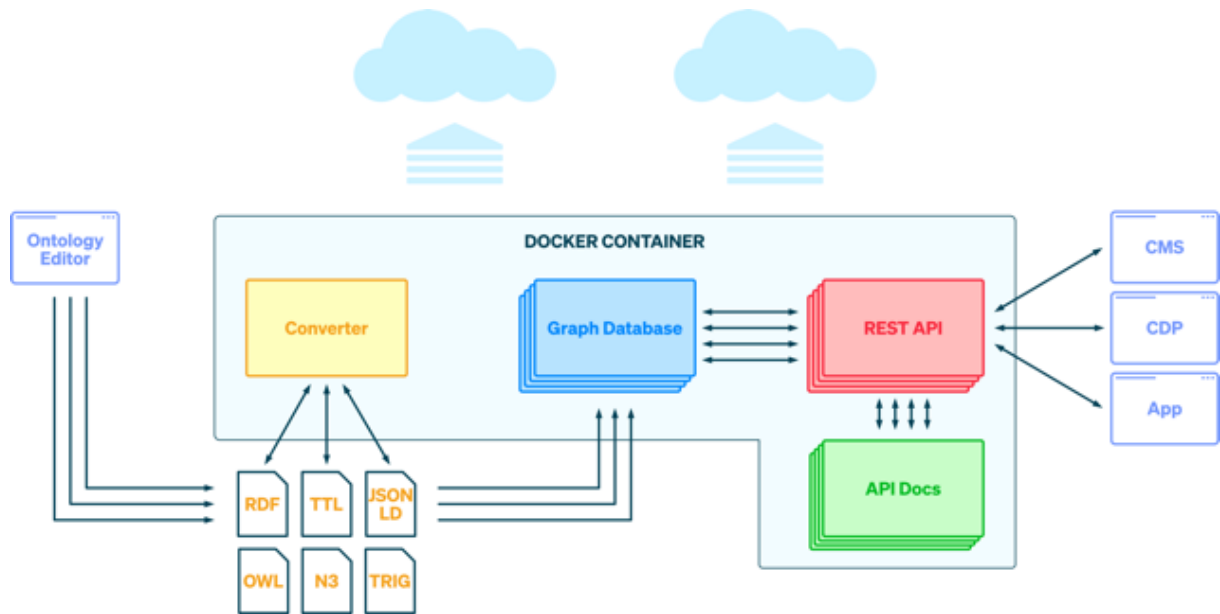 DOCKER CONTAINER
Ontology
Editor
Converter
Graph Database
REST API
CMS
CDP
App
API Docs
RDF
TTL
JSON
LD
OWL
N3
TRIG